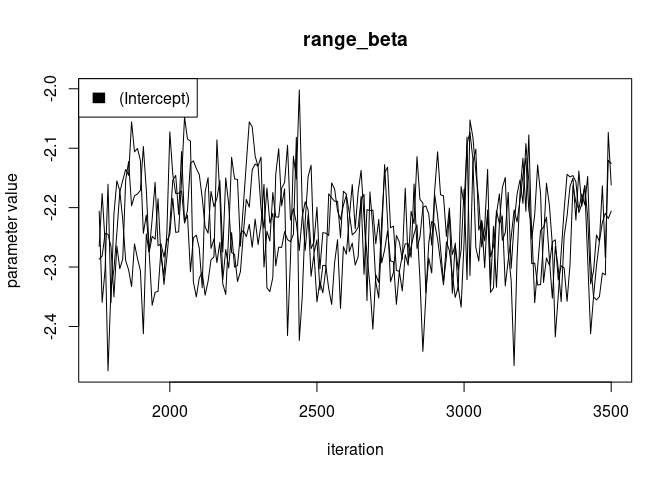 range_beta
(Intercept)
parameter value
-2.0
-2.1
-2.2
-2.3
-2.4
2000 2500 3000 3500
iteration